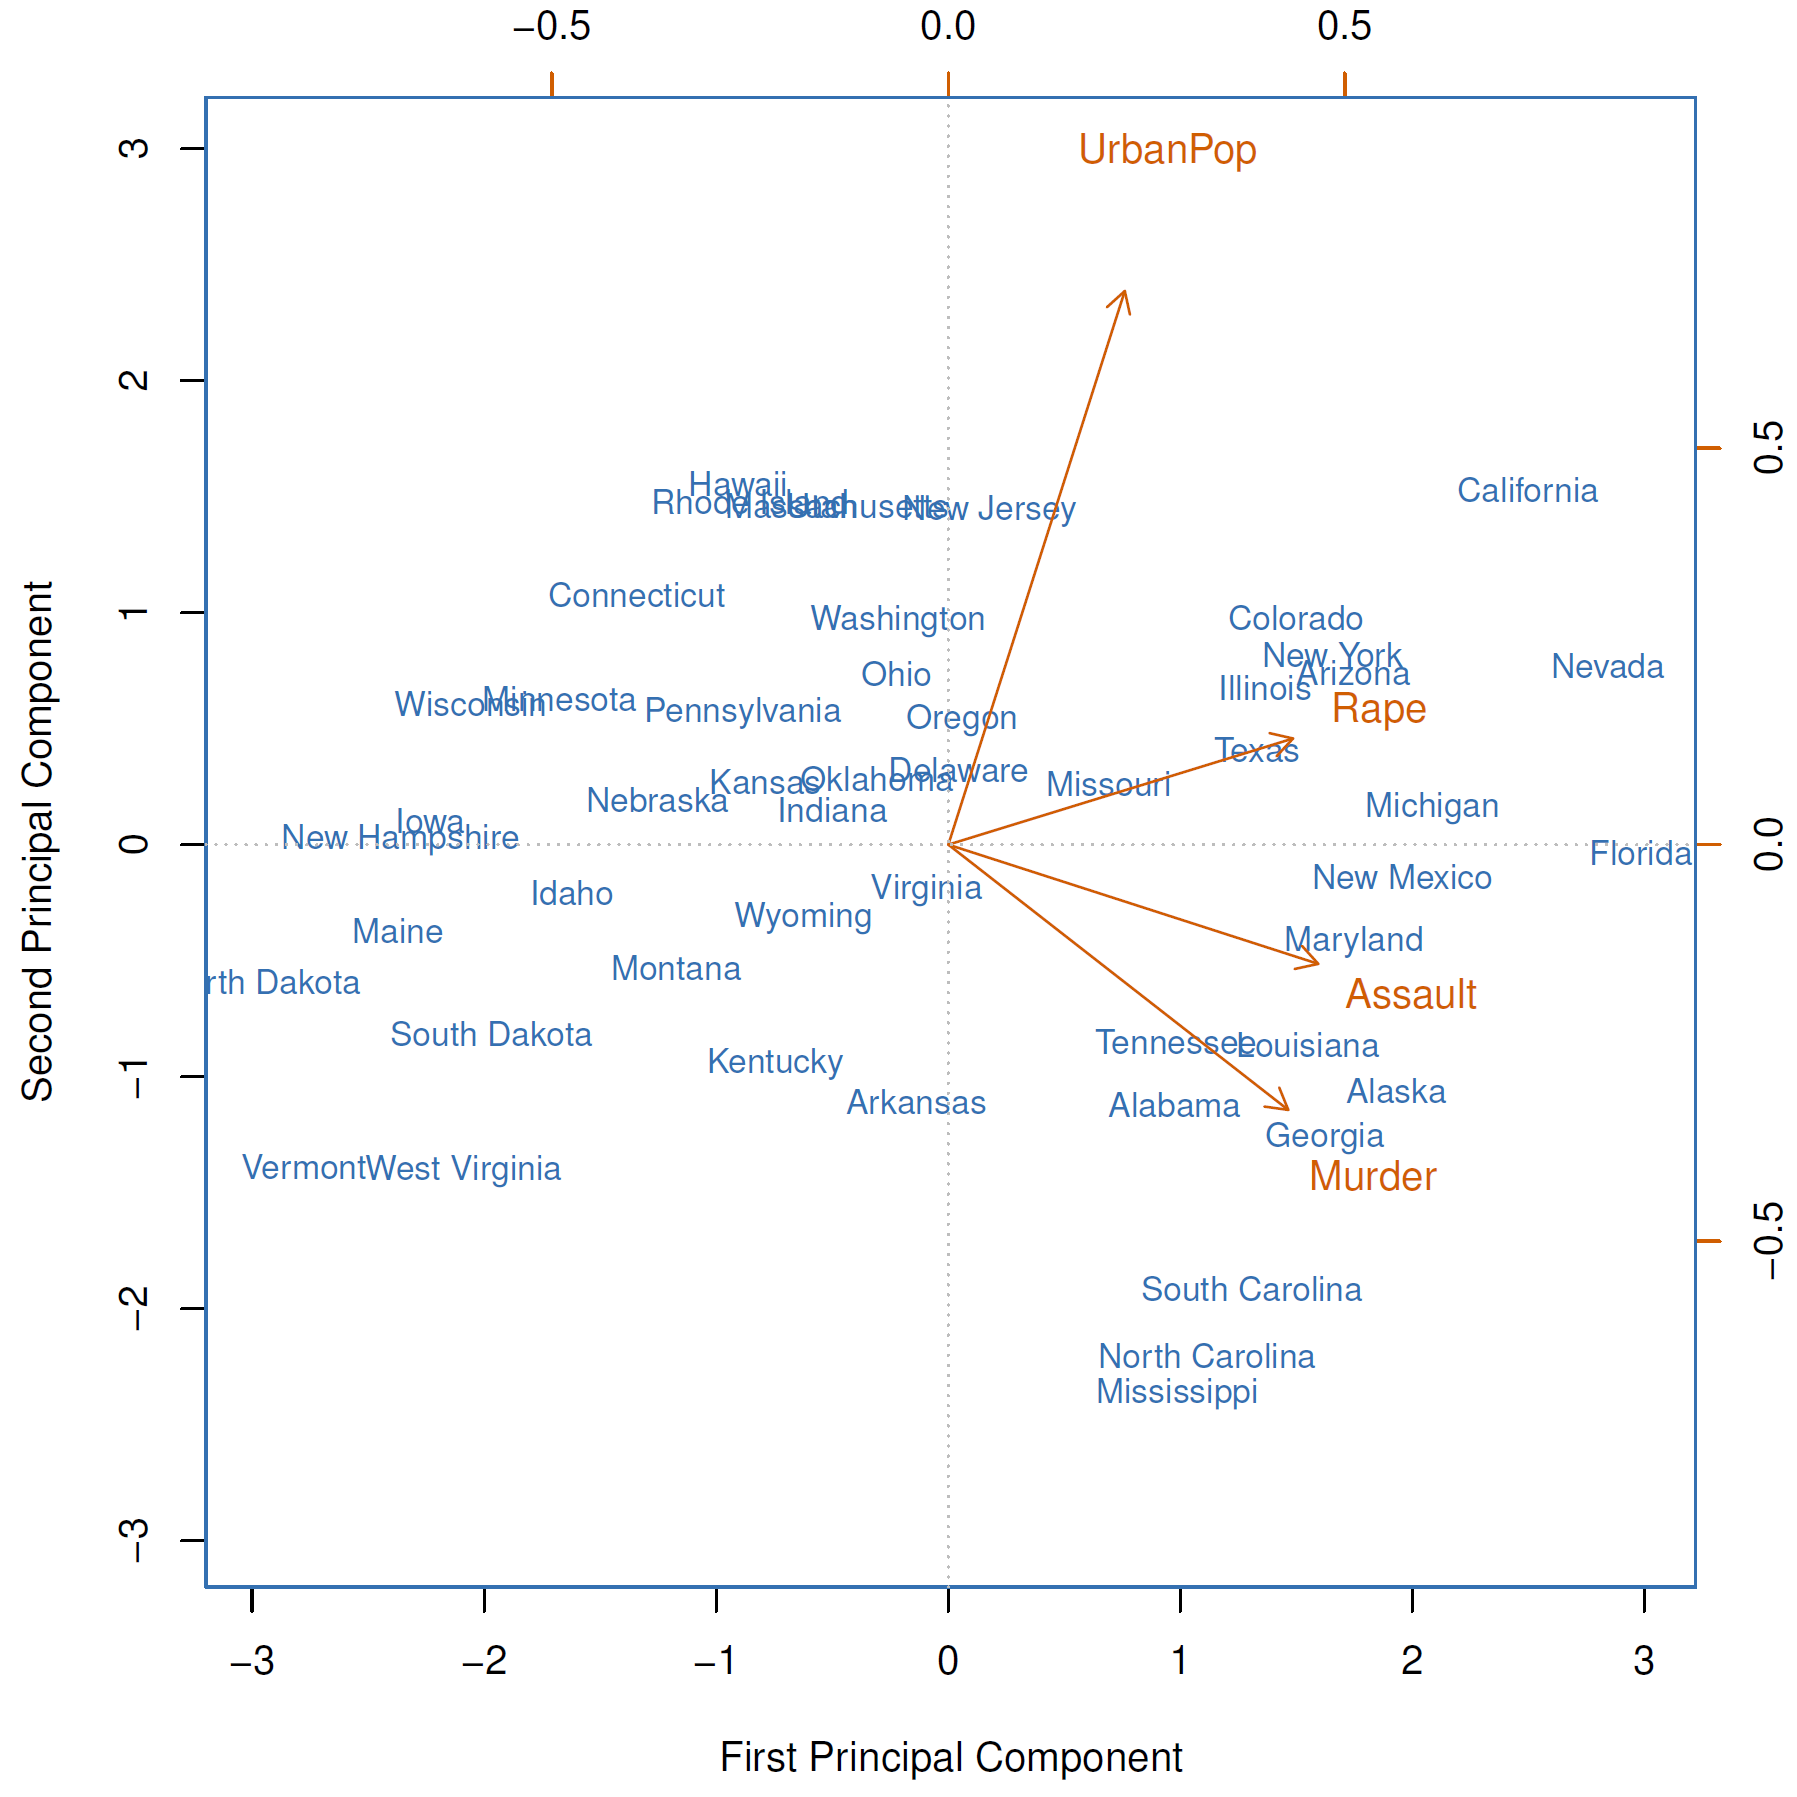 −0.5 0.0 0.5
3
UrbanPop
2
0.5
Hawaii
California
Rhode Island
Massachusetts
Utah
New Jersey
Connecticut
1
Washington
Colorado
New York
Nevada
Ohio
Arizona
Illinois
Minnesota
Wisconsin
Rape
Pennsylvania
Oregon
Texas
Delaware
Oklahoma
Kansas
Missouri
Nebraska
Michigan
Indiana
Iowa
New Hampshire
0
0.0
Florida
New Mexico
Virginia
Idaho
Wyoming
Maine
Maryland
Montana
rth Dakota
Assault
South Dakota
Tennessee
Louisiana
Kentucky
−1
Alaska
Arkansas
Alabama
Georgia
Vermont
West Virginia
Murder
−0.5
South Carolina
−2
North Carolina
Mississippi
−3
Second Principal Component
−3 −2 −1 0 1 2 3
First Principal Component